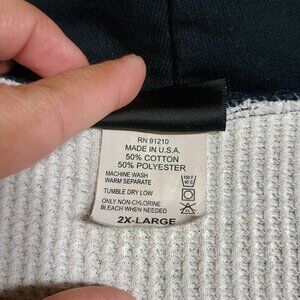 RN 91210
MADE IN U.S.A.
50% COTTON
50% POLYESTER
MACHINE WASH
WARM SEPARATE
TUMBLE DRY LOW
ONLY NON-CHLORINE
BLEACH WHEN NEEDED
2X-LARGE